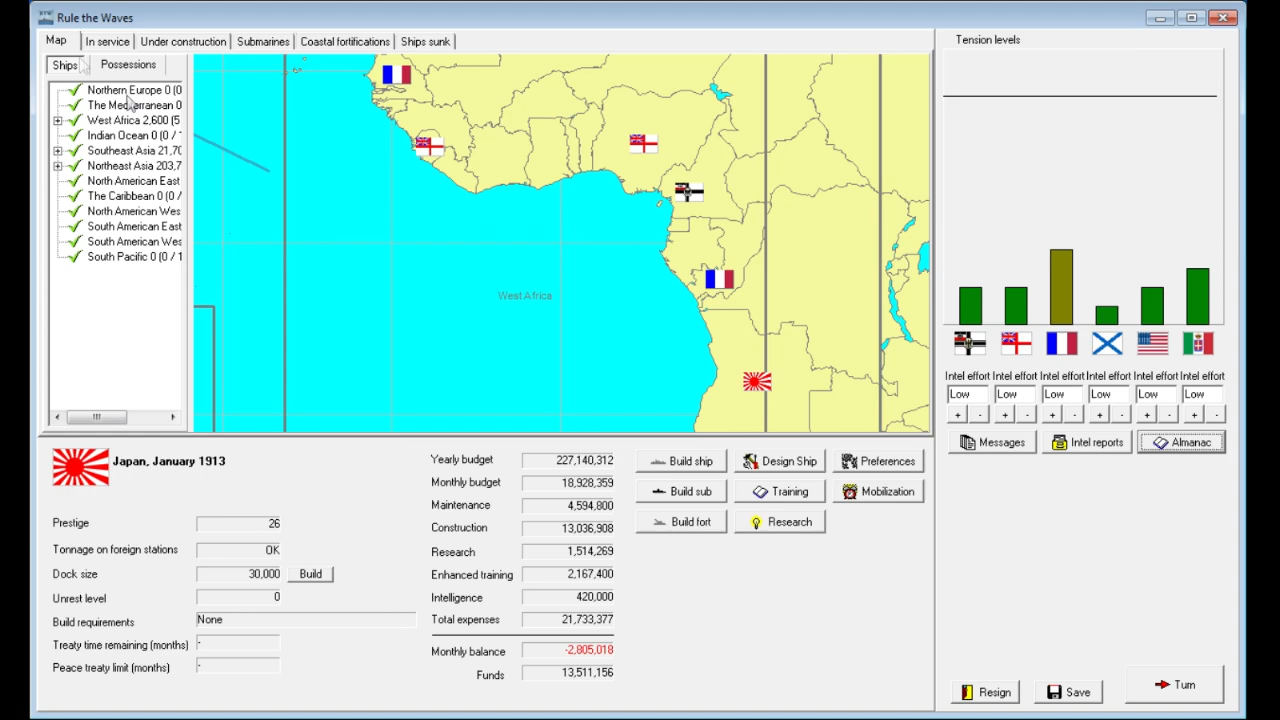 Rule the Waves
Map
In service
Under construction
Submarines
Coastal fortifications
Ships sunk
Ships
Possessions
Northern Europe 0 (0
The Mediterranean 0
West Africa 2,600 (5
Indian Ocean 0 (0 / 1
Southeast Asia 21,70
Northeast Asia 203,7
North American East
The Caribbean 0 (0 /
North American Wes
South American East
South American Wes
South Pacific 0 (0 / 1
West Africa
Japan, January 1913
Prestige 26
Tonnage on foreign stations OK
Dock size 30,000 Build
Unrest level 0
Build requirements None
Treaty time remaining (months) -
Peace treaty limit (months) -
Yearly budget 227,140,312
Monthly budget 18,928,359
Maintenance 4,594,800
Construction 13,036,908
Research 1,514,269
Enhanced training 2,167,400
Intelligence 420,000
Total expenses 21,733,377
Monthly balance -2,805,018
Funds 13,511,156
Build ship Design Ship Preferences
Build sub Training Mobilization
Build fort Research
Tension levels
Intel effort Intel effort Intel effort Intel effort Intel effort Intel effort
Low Low Low Low Low Low
+ - + - + - + - + - + -
Messages Intel reports Almanac
Resign Save Turn